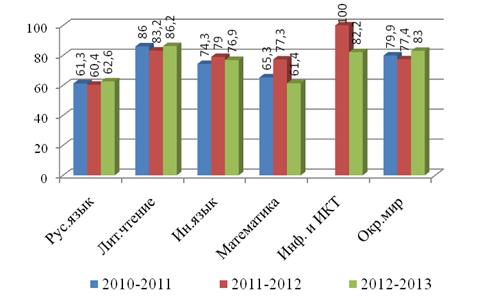 100
80
60
40
20
0
61,3 60,4 62,6
86 83,2 86,2
74,3 79 76,9
65,3 77,3 61,4
100 82,2
79,9 77,4 83
Рус.язык
Лит.чтение
Ин.язык
Математика
Инф. и ИКТ
Окр.мир
2010-2011 2011-2012 2012-2013